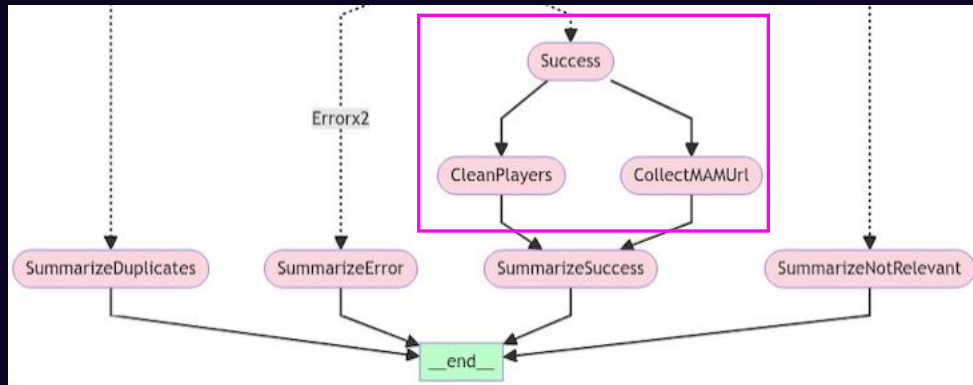 Success
Errorx2
CleanPlayers
CollectMAMUrl
SummarizeDuplicates
SummarizeError
SummarizeSuccess
SummarizeNotRelevant
__end__